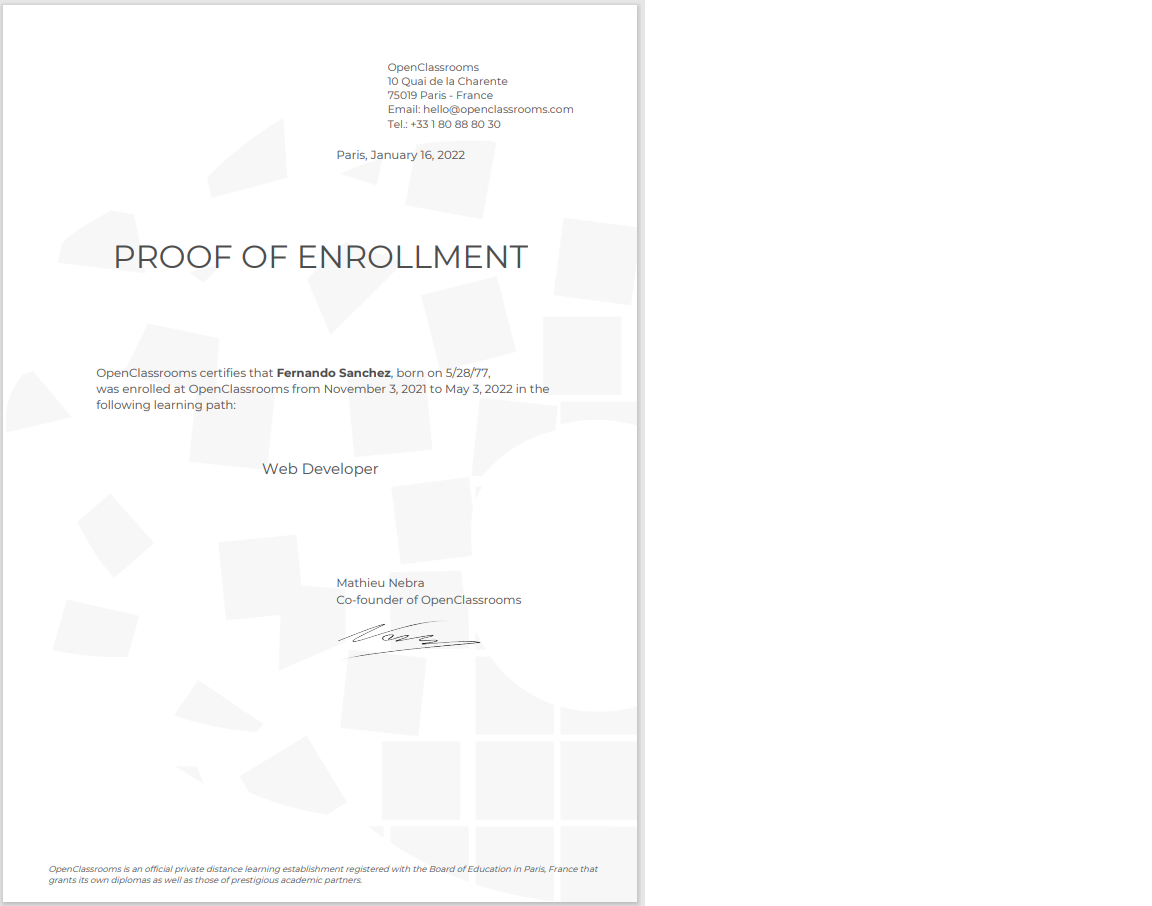 OpenClassrooms
10 Quai de la Charente
75019 Paris - France
Email: hello@openclassrooms.com
Tel.: +33 1 80 88 80 30
Paris, January 16, 2022
PROOF OF ENROLLMENT
OpenClassrooms certifies that Fernando Sanchez, born on 5/28/77,
was enrolled at OpenClassrooms from November 3, 2021 to May 3, 2022 in the
following learning path:
Web Developer
Mathieu Nebra
Co-founder of OpenClassrooms
OpenClassrooms is an official private distance learning establishment registered with the Board of Education in Paris, France that
grants its own diplomas as well as those of prestigious academic partners.